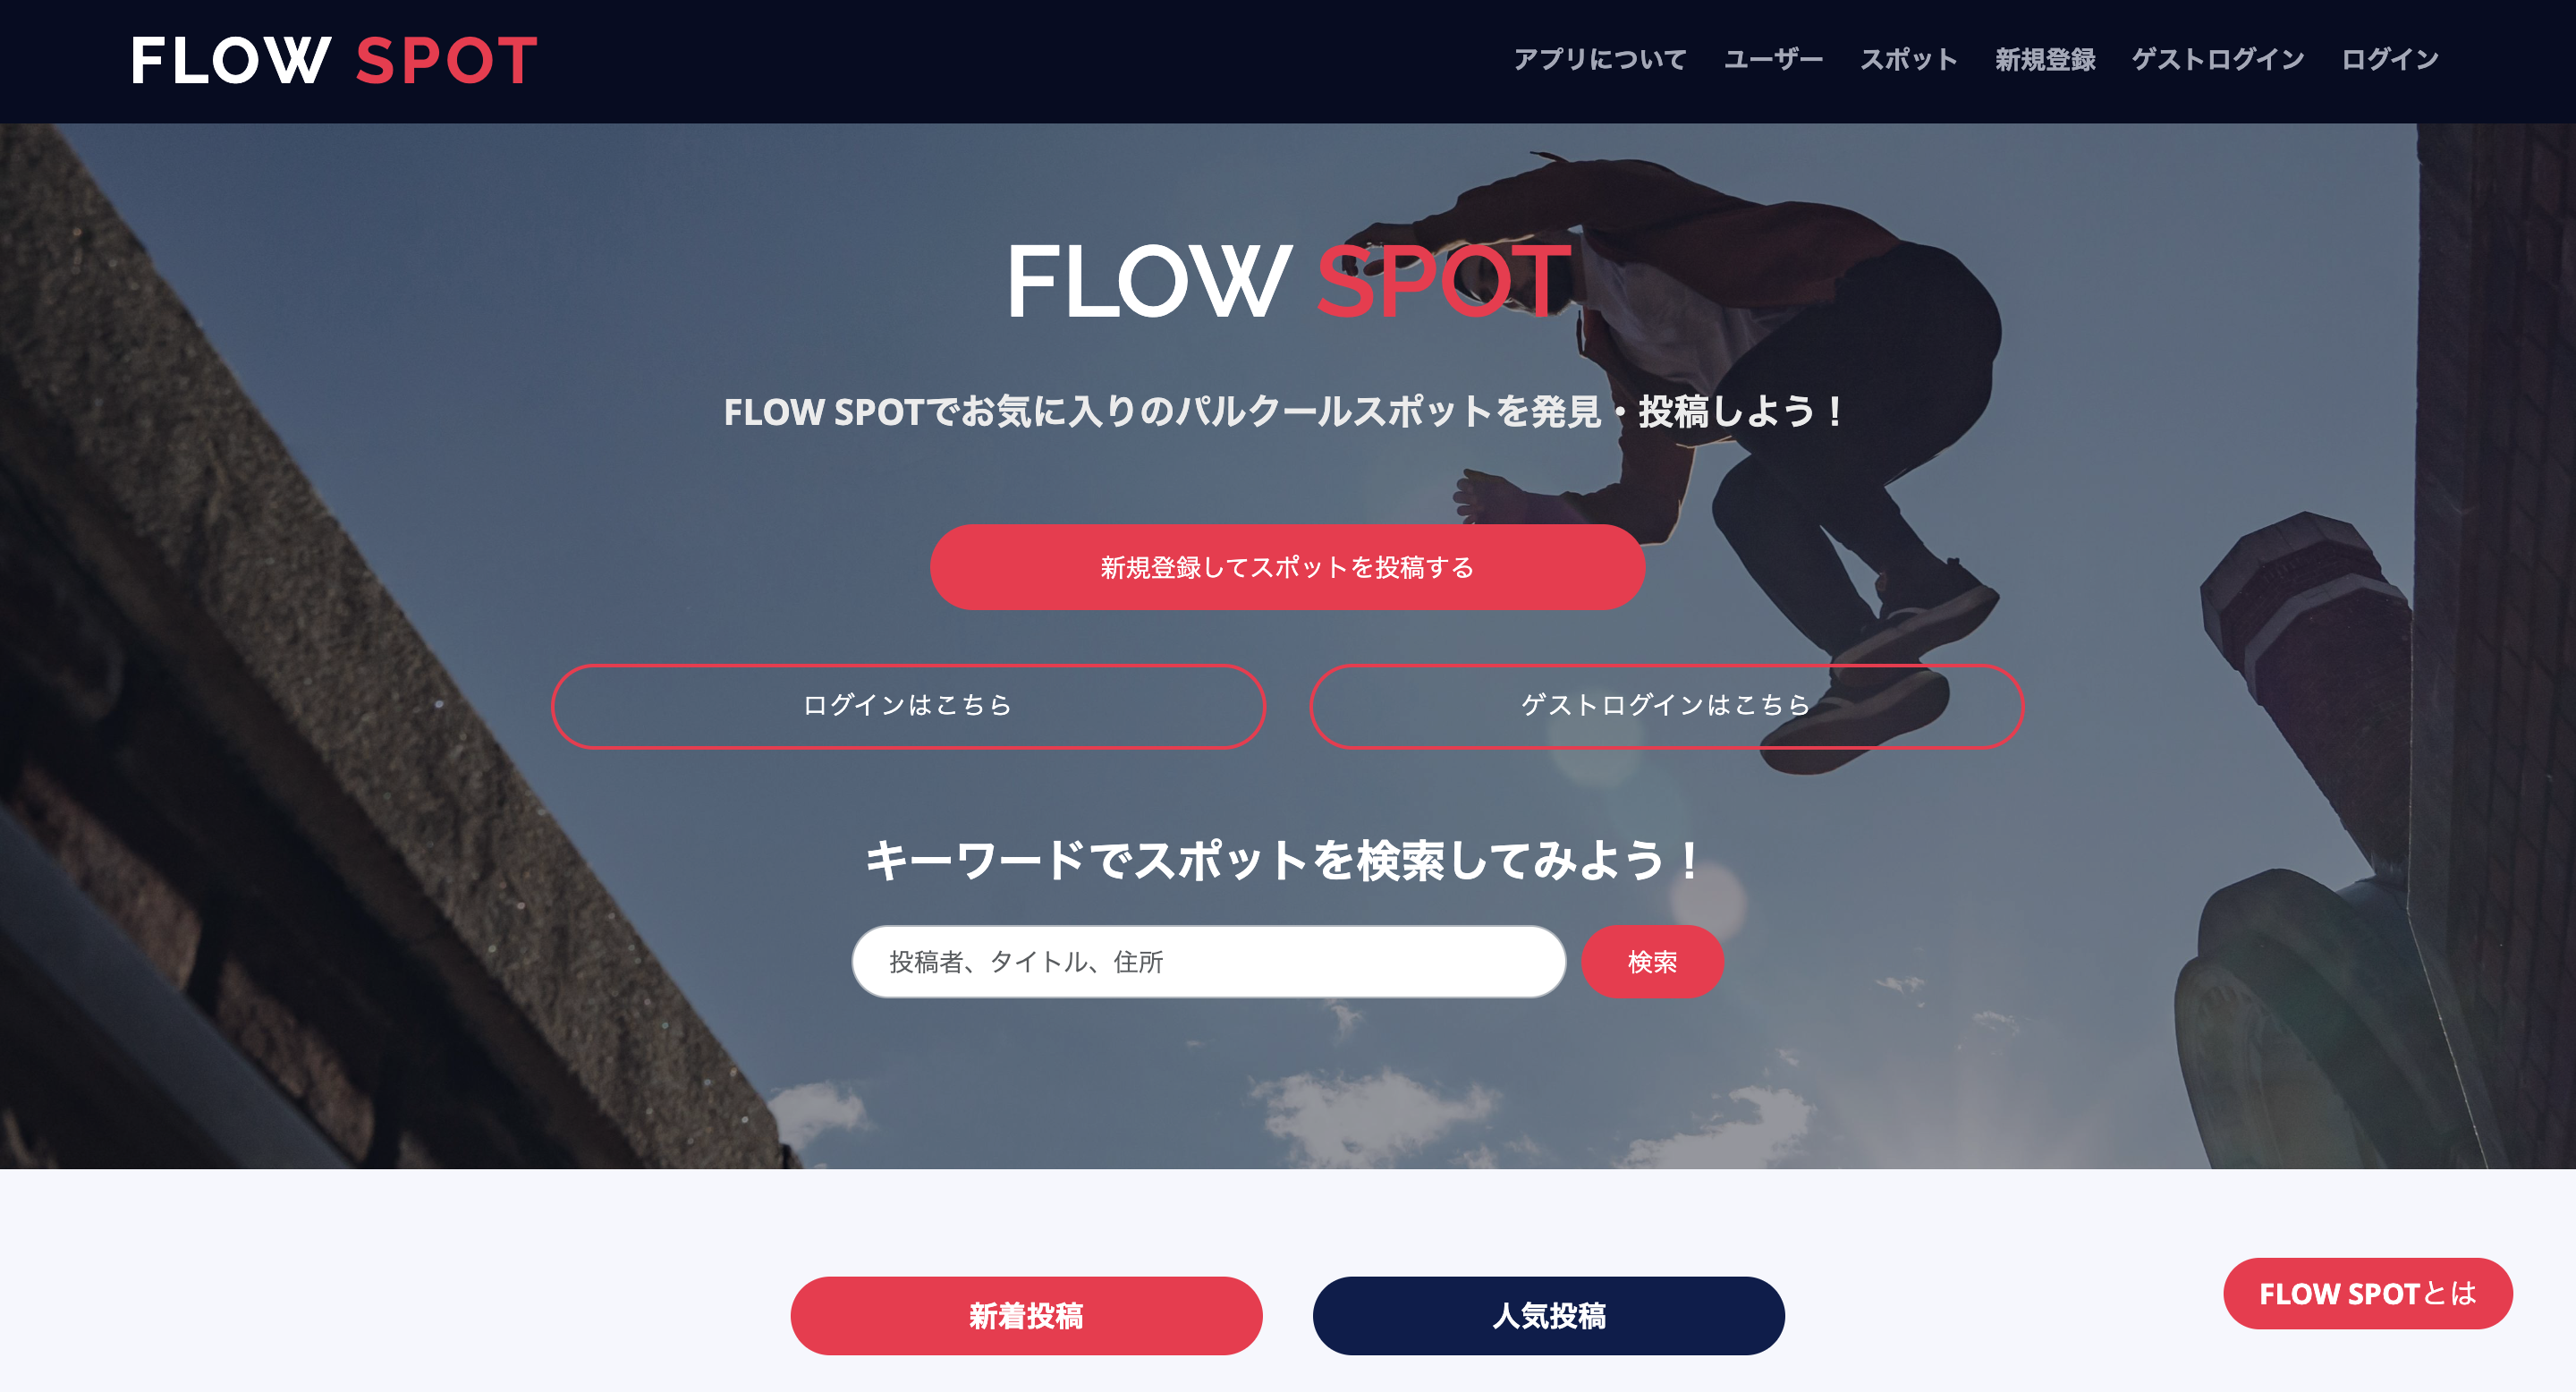 FLOW SPOT
アプリについて ユーザー スポット 新規登録 ゲストログイン ログイン
FLOW SPOT
FLOW SPOTでお気に入りのパルクールスポットを発見・投稿しよう！
新規登録してスポットを投稿する
ログインはこちら
ゲストログインはこちら
キーワードでスポットを検索してみよう！
投稿者、タイトル、住所
検索
新着投稿
人気投稿
FLOW SPOTとは